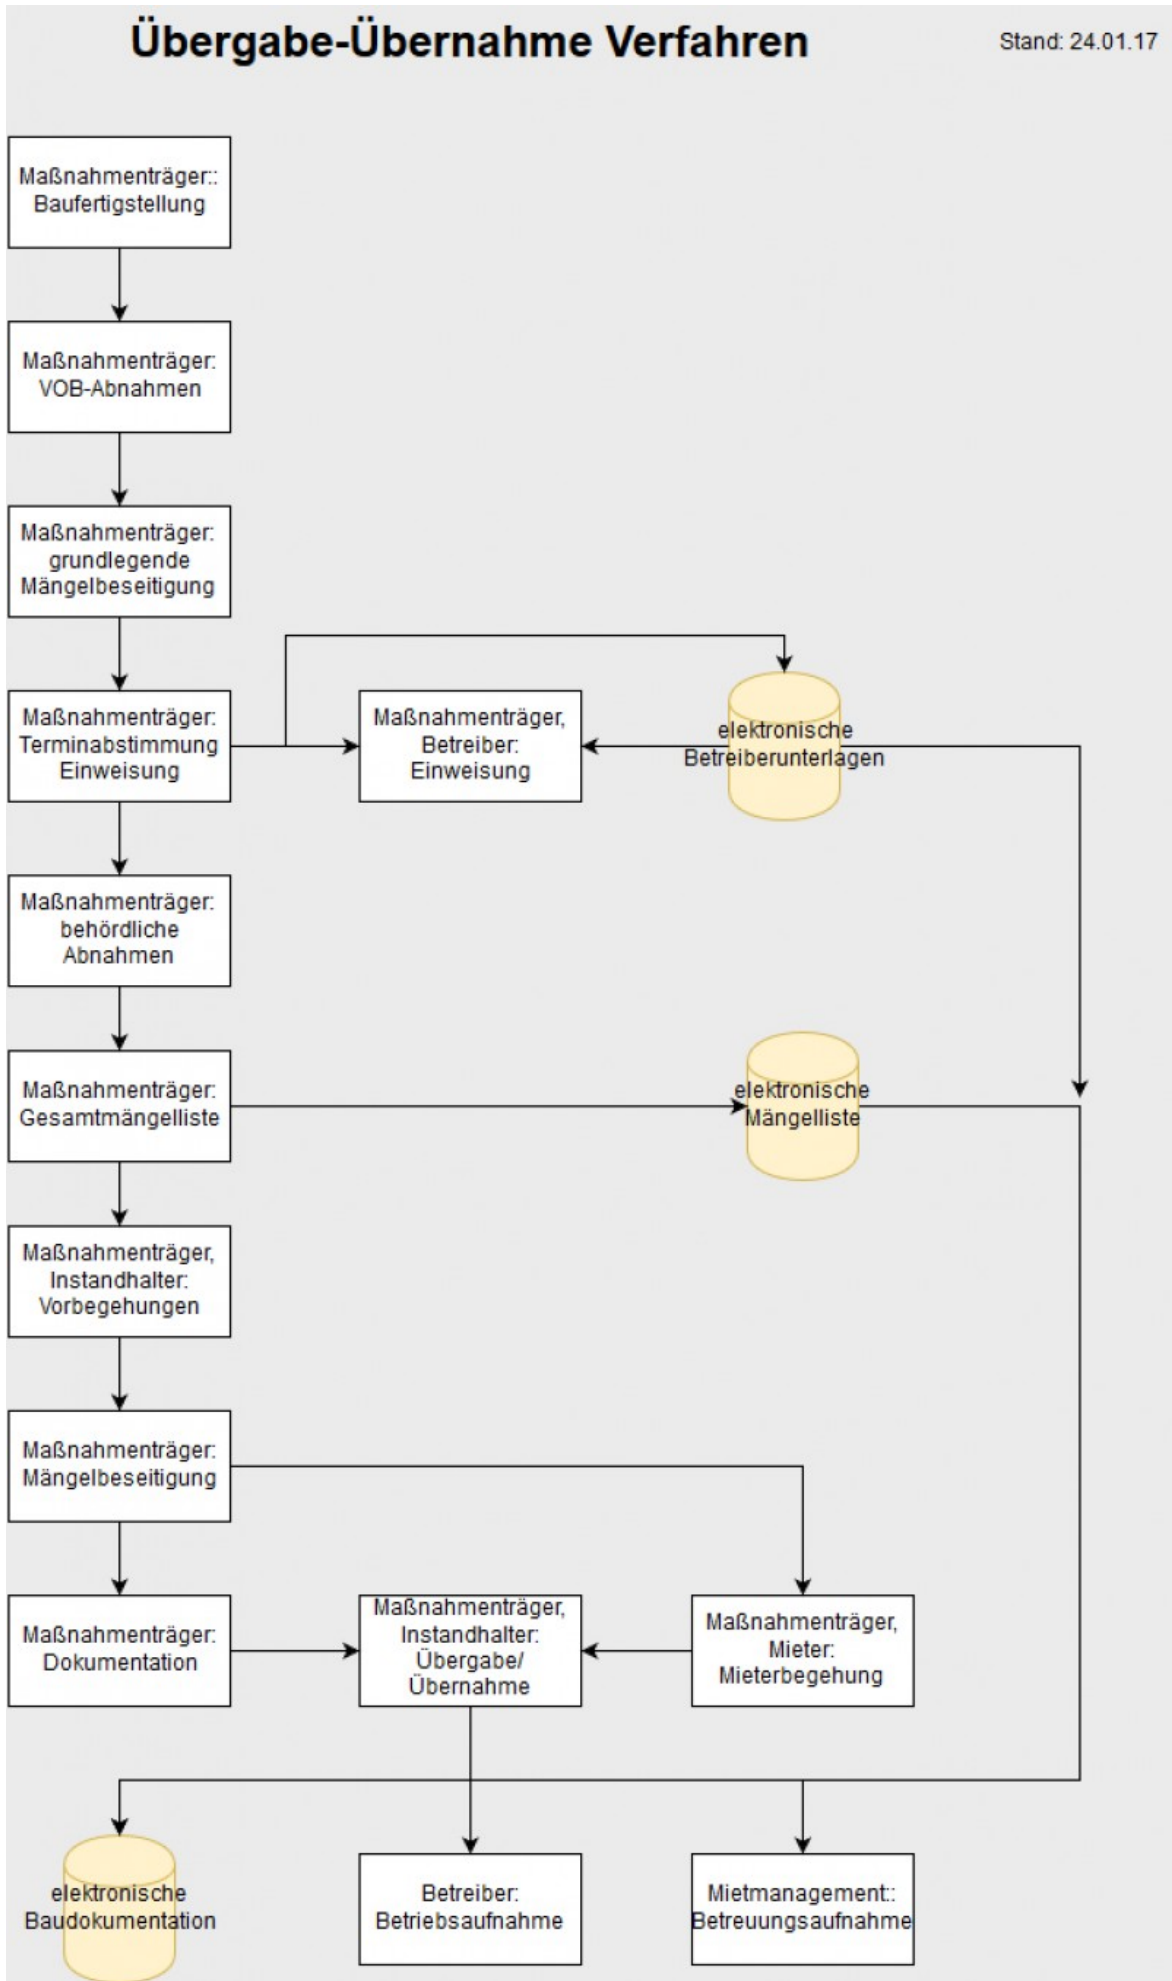 Übergabe-Übernahme Verfahren
Stand: 24.01.17
Maßnahmenträger::
Baufertigstellung
Maßnahmenträger:
VOB-Abnahmen
Maßnahmenträger:
grundlegende
Mängelbeseitigung
Maßnahmenträger:
Terminabstimmung
Einweisung
Maßnahmenträger,
Betreiber:
Einweisung
elektronische
Betreiberunterlagen
Maßnahmenträger:
behördliche
Abnahmen
Maßnahmenträger:
Gesamtmängelliste
elektronische
Mängelliste
Maßnahmenträger,
Instandhalter:
Vorbegehungen
Maßnahmenträger:
Mängelbeseitigung
Maßnahmenträger:
Dokumentation
Maßnahmenträger,
Instandhalter:
Übergabe/
Übernahme
Maßnahmenträger,
Mieter:
Mieterbegehung
elektronische
Baudokumentation
Betreiber:
Betriebsaufnahme
Mietmanagement::
Betreuungsaufnahme